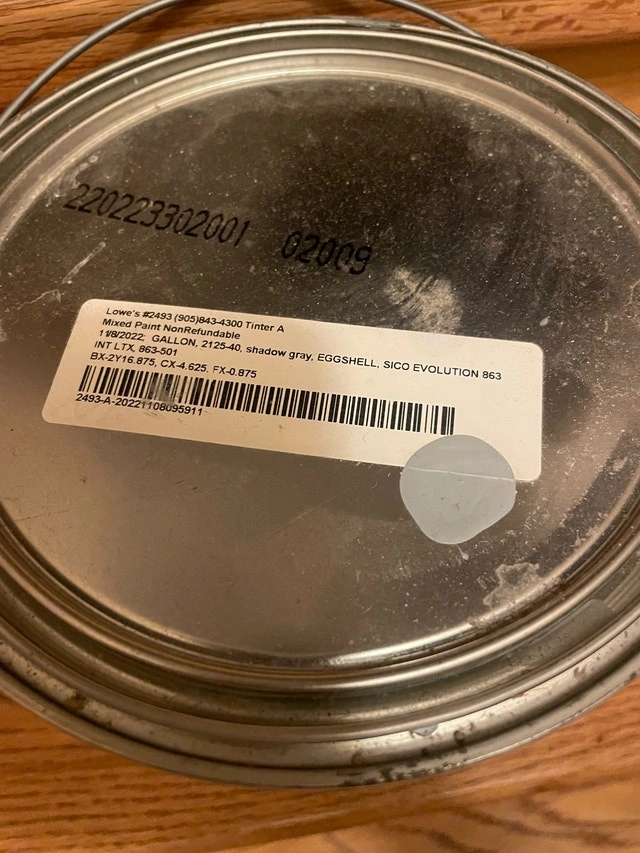 220223302001 02009
Lowe's #2493 (905)843-4300 Tinter A
Mixed Paint NonRefundable
11/8/2022; GALLON, 2125-40, shadow gray, EGGSHELL, SICO EVOLUTION 863
INT LTX, 863-501
BX-2Y16.875, CX-4.625, FX-0.875
2493-A-20221108095911